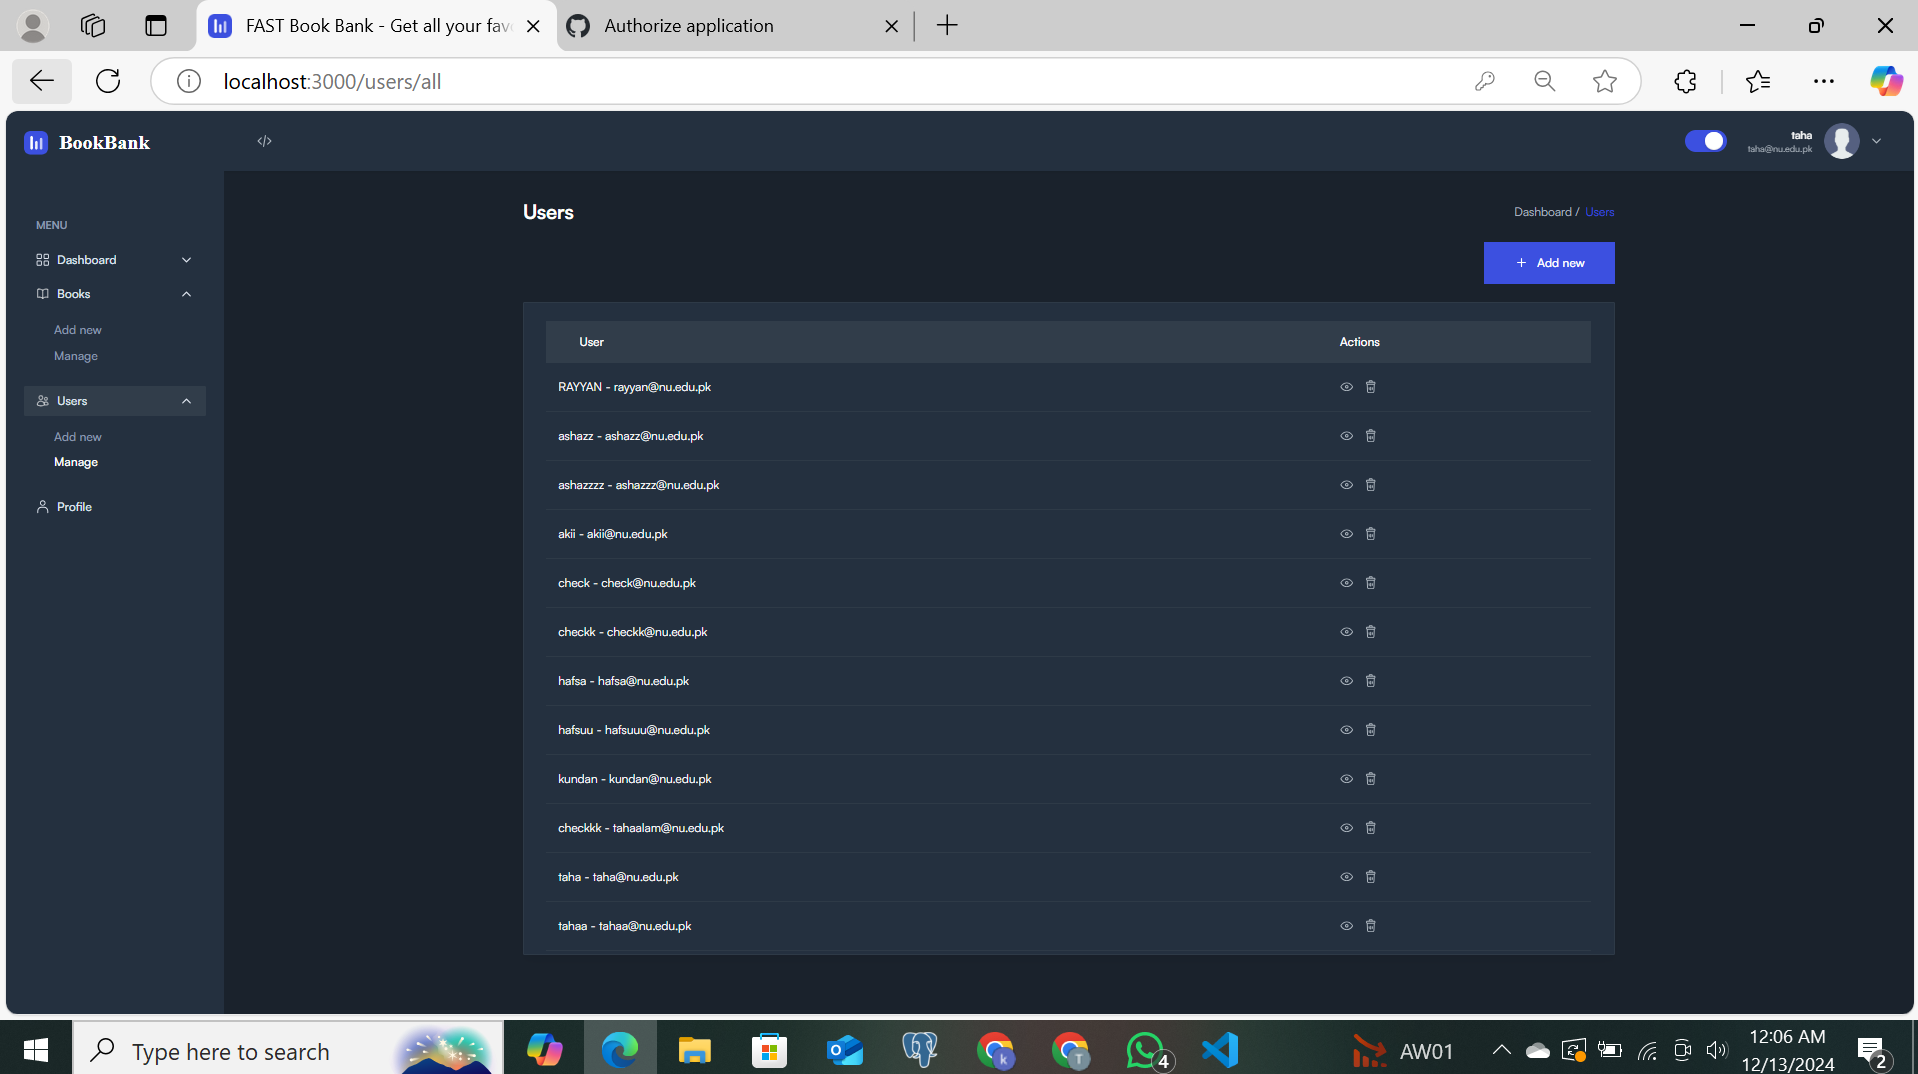 FAST Book Bank - Get all your fav
Authorize application
localhost:3000/users/all
BookBank
</>
taha
taha@nu.edu.pk
MENU
Dashboard
Books
Add new
Manage
Users
Add new
Manage
Profile
Users
Dashboard / Users
+ Add new
User Actions
RAYYAN - rayyan@nu.edu.pk
ashazz - ashazz@nu.edu.pk
ashazzzz - ashazzz@nu.edu.pk
akii - akii@nu.edu.pk
check - check@nu.edu.pk
checkk - checkk@nu.edu.pk
hafsa - hafsa@nu.edu.pk
hafsuu - hafsuuu@nu.edu.pk
kundan - kundan@nu.edu.pk
checkkk - tahaalam@nu.edu.pk
taha - taha@nu.edu.pk
tahaa - tahaa@nu.edu.pk
Type here to search
k
T
4
AW01
12:06 AM
12/13/2024
2